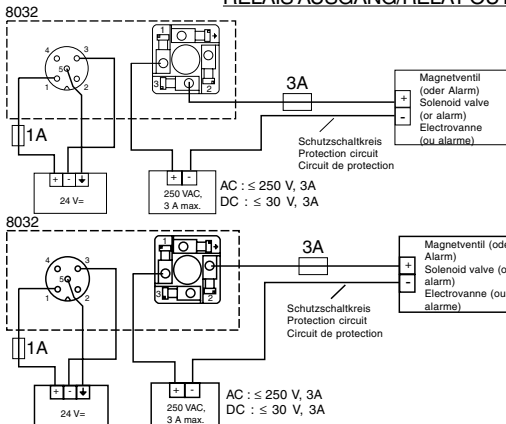 RELAIS AUSGANG/RELAY OUT
8032
4
3
5
1
2
1
3
2
1A
3A
Magnetventil
(oder Alarm)
Solenoid valve
(or alarm)
Electrovanne
(ou alarme)
+
-
Schutzschaltkreis
Protection circuit
Circuit de protection
+ -
24 V=
+ -
250 VAC,
3 A max.
AC : ≤ 250 V, 3A
DC : ≤ 30 V, 3A
8032
4
3
5
1
2
1
3
2
1A
3A
Magnetventil (ode
Alarm)
Solenoid valve (o
alarm)
Electrovanne (ou
alarme)
+
-
Schutzschaltkreis
Protection circuit
Circuit de protection
+ -
24 V=
+ -
250 VAC,
3 A max.
AC : ≤ 250 V, 3A
DC : ≤ 30 V, 3A